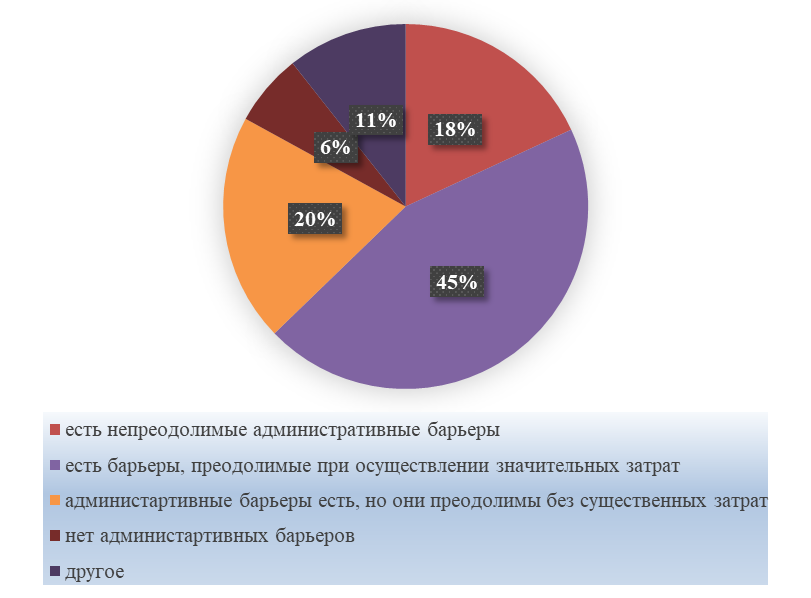 11%
18%
6%
20%
45%
есть непреодолимые административные барьеры
есть барьеры, преодолимые при осуществлении значительных затрат
администартивные барьеры есть, но они преодолимы без существенных затрат
нет администартивных барьеров
другое